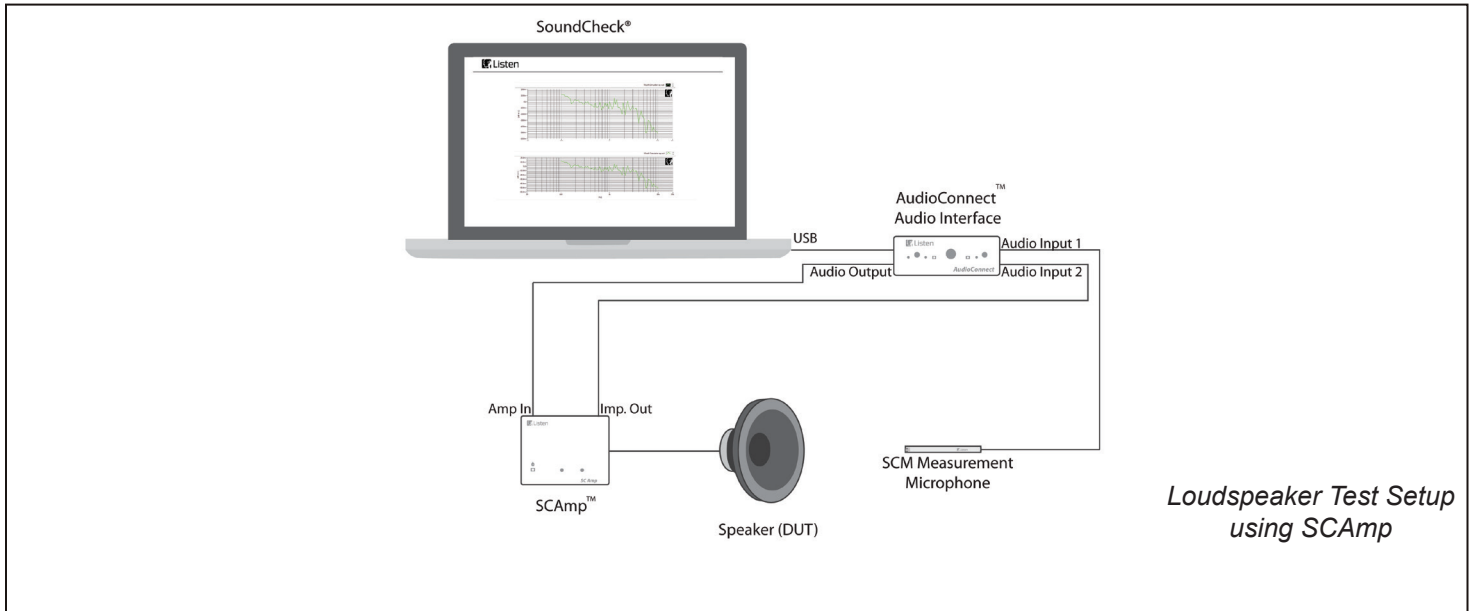 SoundCheck®
Listen
USB
AudioConnect™
Audio Interface
Listen
AudioConnect
Audio Input 1
Audio Output
Audio Input 2
Amp In
Imp. Out
Listen
SC Amp
SCAmp™
Speaker (DUT)
SCM Measurement
Microphone
Loudspeaker Test Setup
using SCAmp